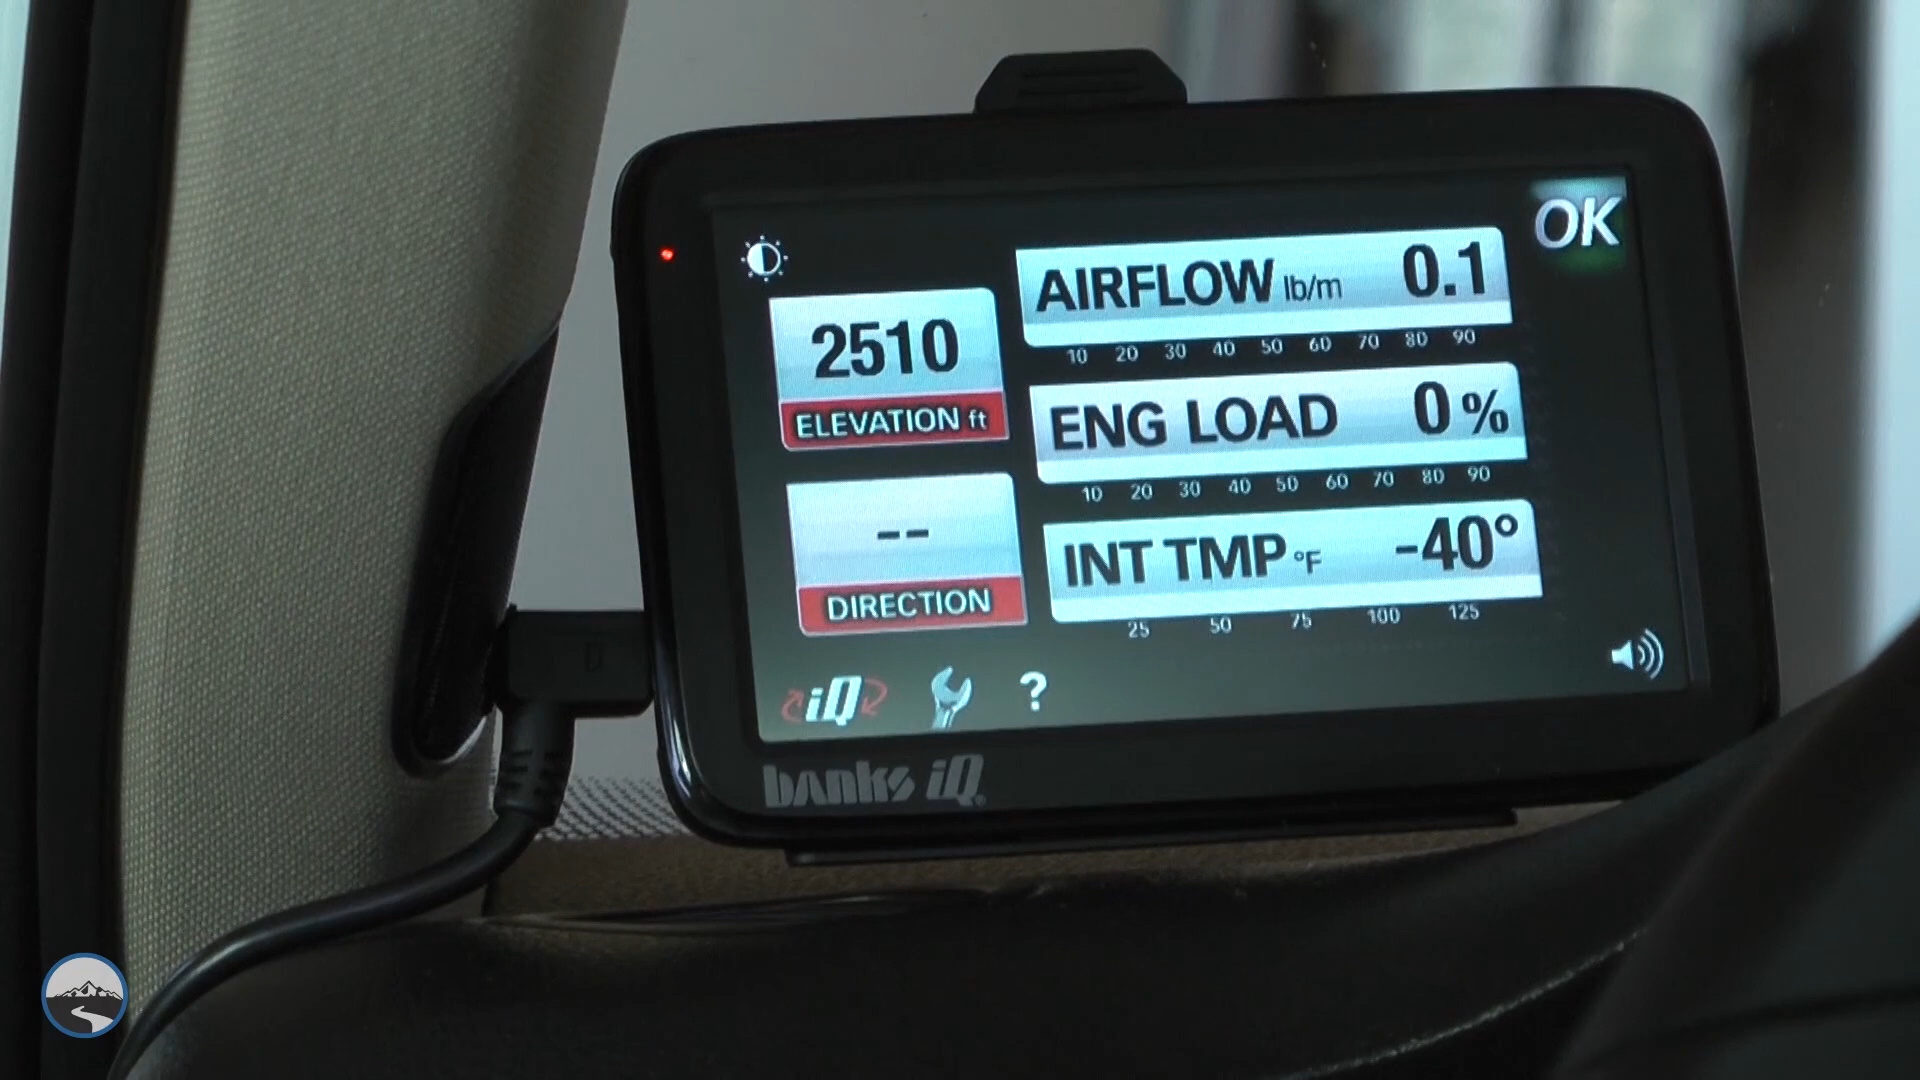 OK
2510
ELEVATION ft
--
DIRECTION
AIRFLOW lb/m 0.1
10 20 30 40 50 60 70 80 90
ENG LOAD 0 %
10 20 30 40 50 60 70 80 90
INT TMP °F -40°
25 50 75 100 125
iQ ?
banks iQ®